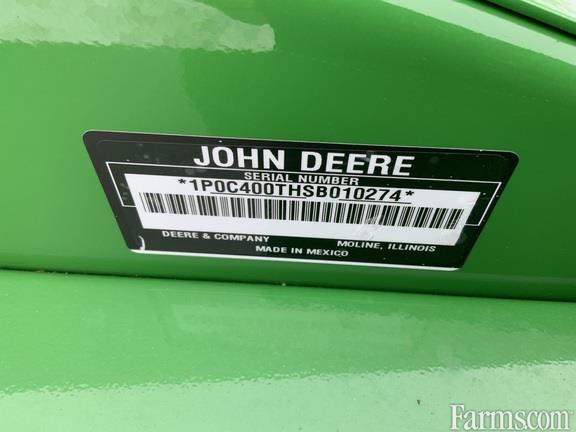 JOHN DEERE
SERIAL NUMBER
*1P0C400THSB010274*
DEERE & COMPANY MOLINE, ILLINOIS
MADE IN MEXICO
Farms.com